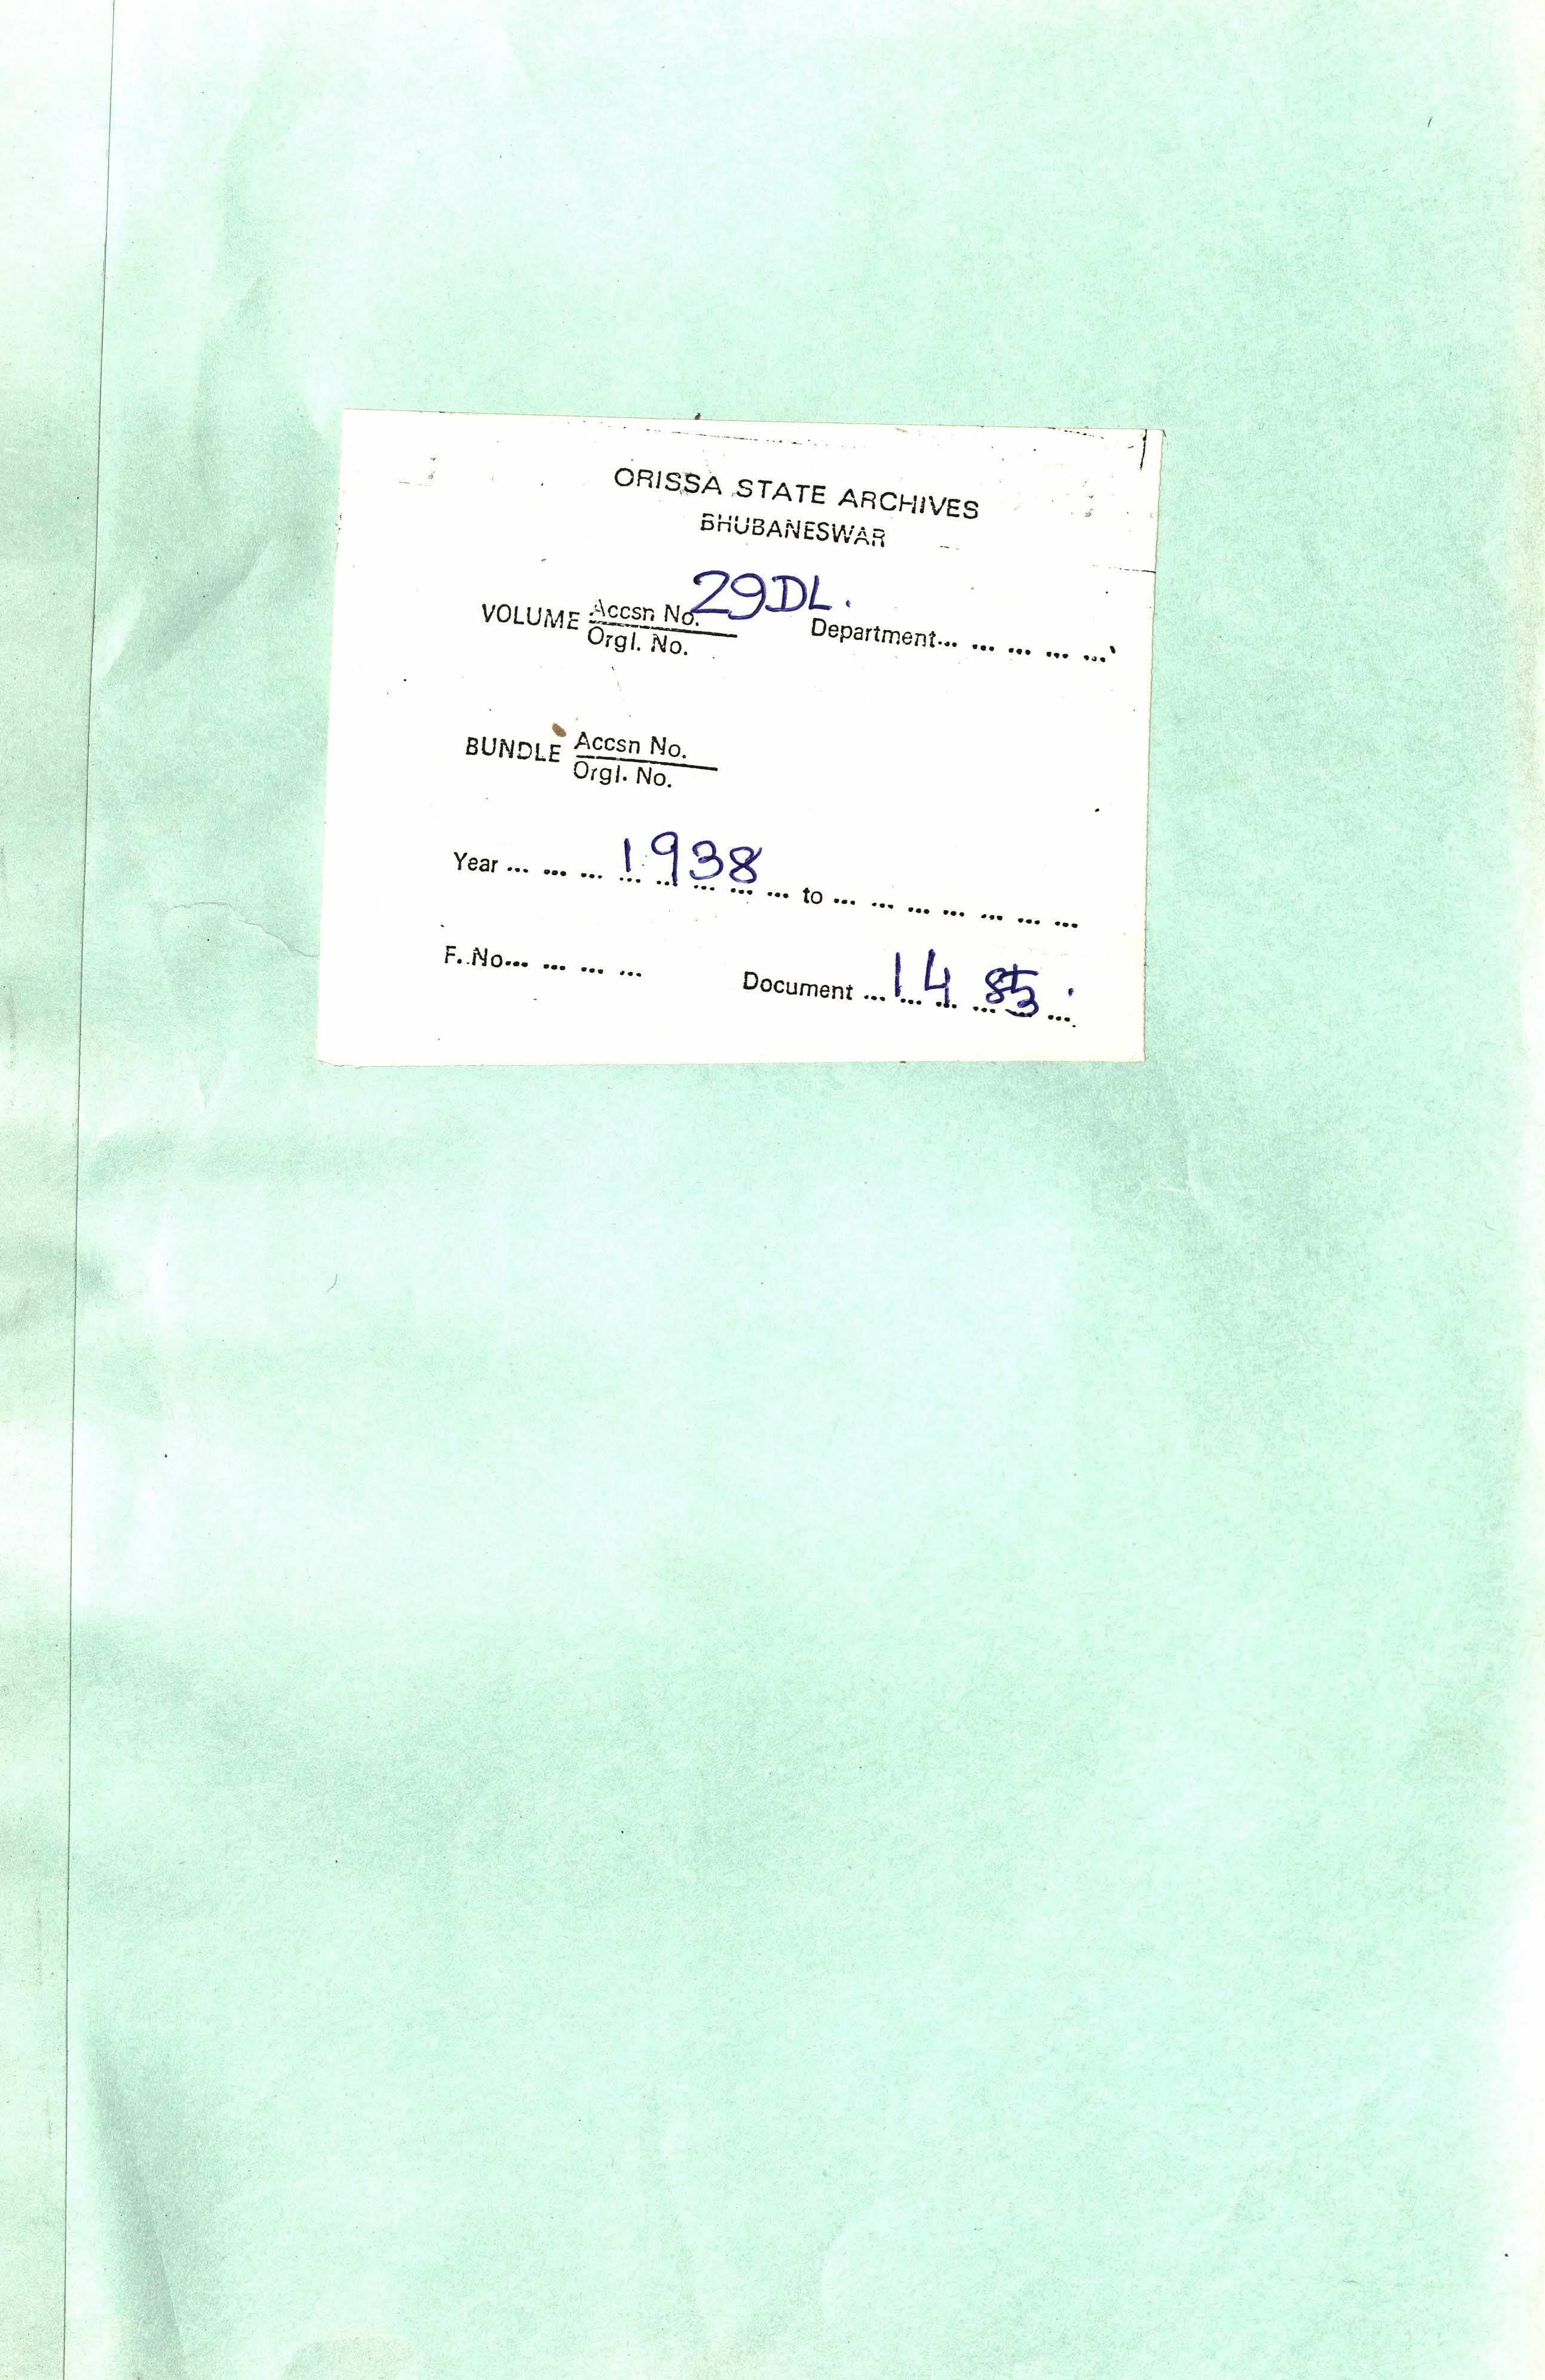 ORISSA STATE ARCHIVES
BHUBANESWAR
29DL.
VOLUME Accsn No. Department... ... ... ... ...
Orgl. No.
BUNDLE Accsn No.
Orgl. No.
Year ... ... ... 1938 ... ... to ... ... ... ... ... ... ...
F. No... ... ... ... Document ... 14 85 .